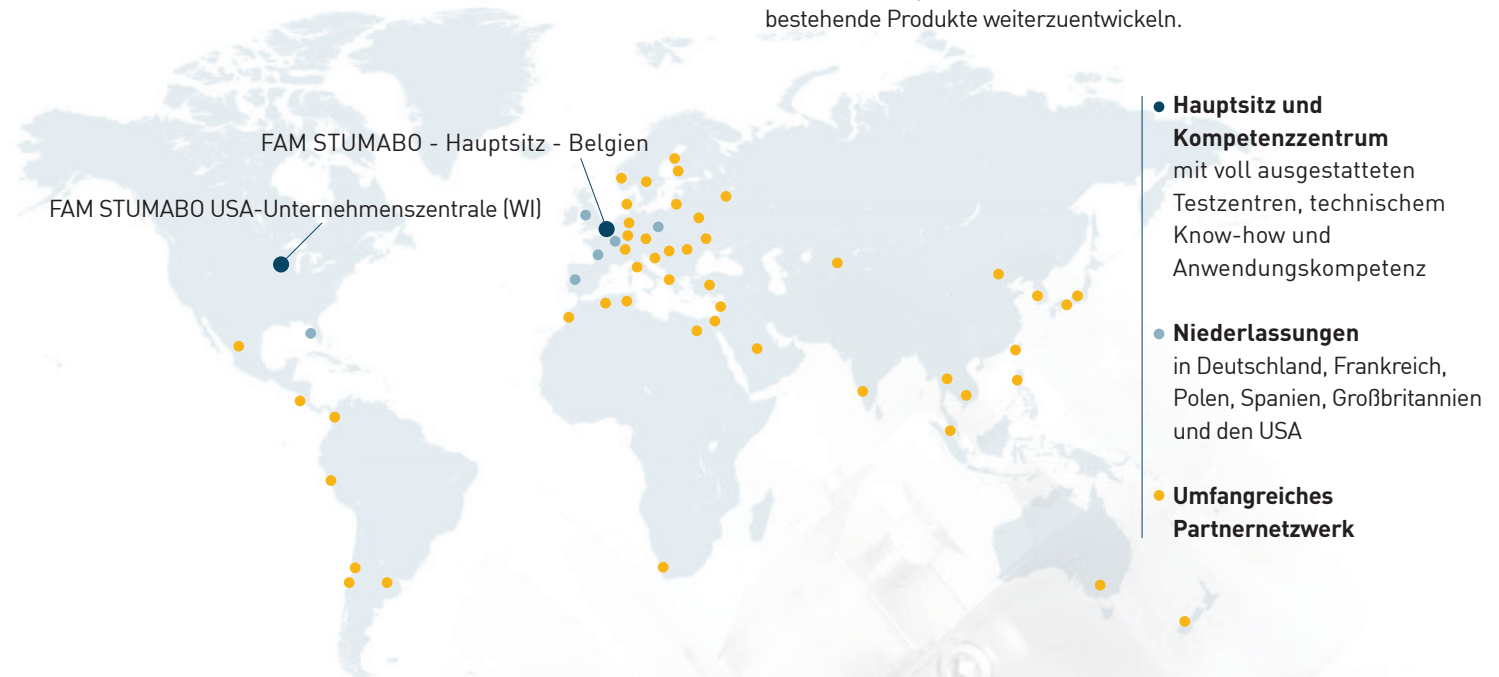 bestehende Produkte weiterzuentwickeln.
FAM STUMABO - Hauptsitz - Belgien
FAM STUMABO USA-Unternehmenszentrale (WI)
Hauptsitz und
Kompetenzzentrum
mit voll ausgestatteten
Testzentren, technischem
Know-how und
Anwendungskompetenz
Niederlassungen
in Deutschland, Frankreich,
Polen, Spanien, Großbritannien
und den USA
Umfangreiches
Partnernetzwerk